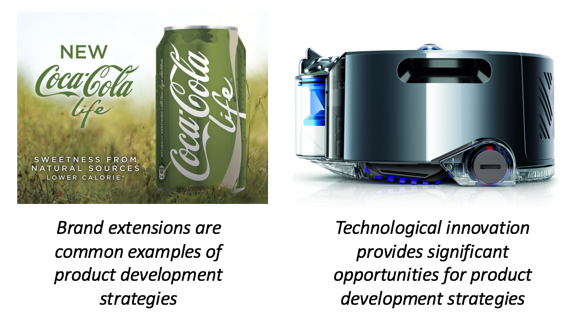 NEW
Coca-Cola
life
SWEETNESS FROM
NATURAL SOURCES
LOWER CALORIE*
Coca-Cola
life
Brand extensions are
common examples of
product development
strategies
Technological innovation
provides significant
opportunities for product
development strategies